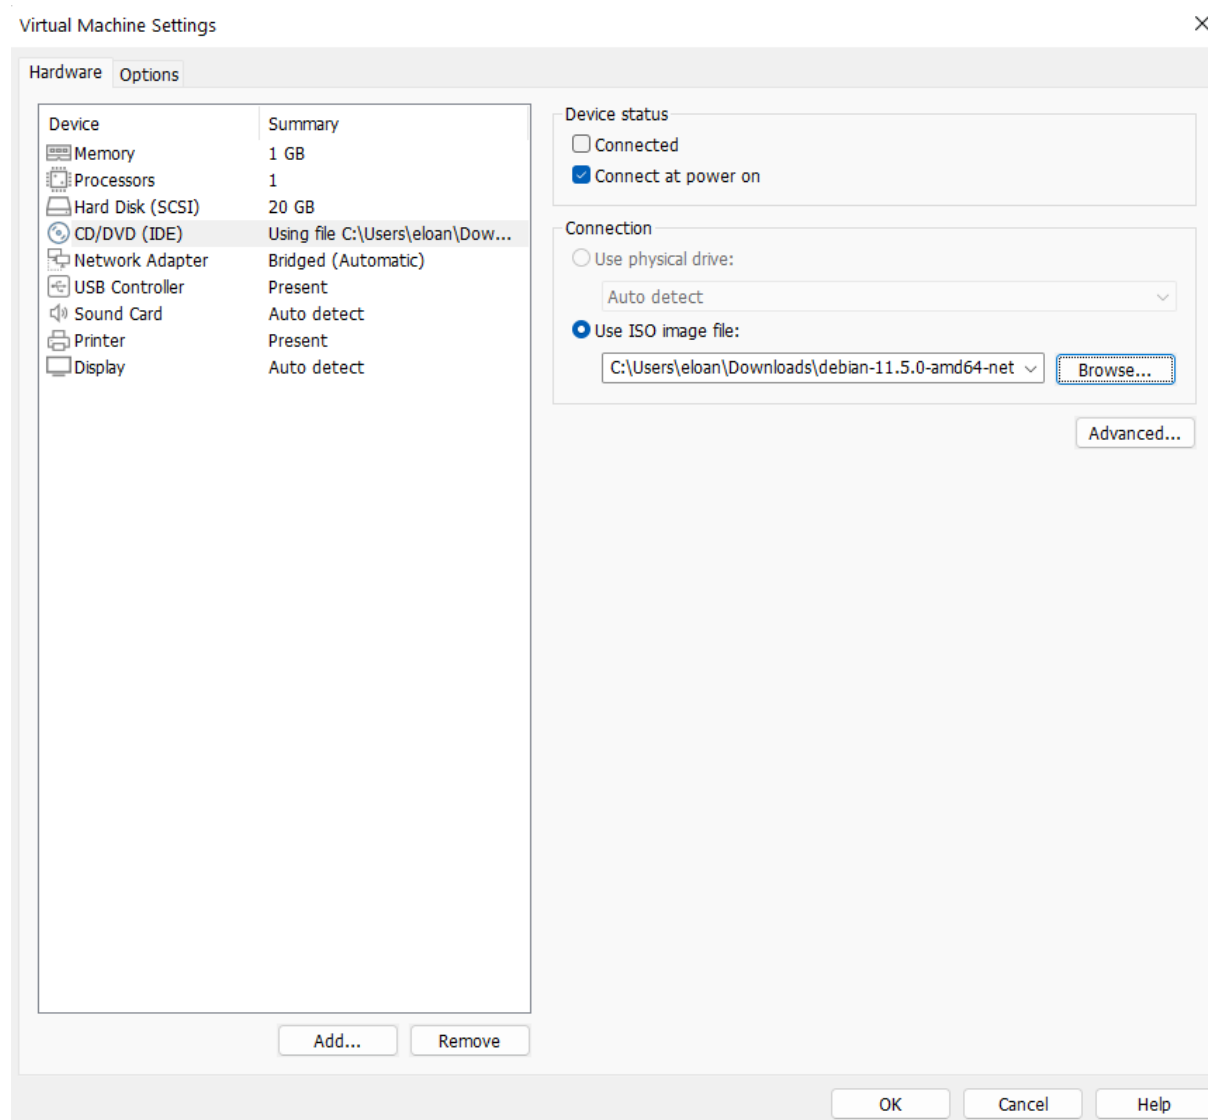 Virtual Machine Settings
Hardware Options
Device Summary
Memory 1 GB
Processors 1
Hard Disk (SCSI) 20 GB
CD/DVD (IDE) Using file C:\Users\eloan\Dow...
Network Adapter Bridged (Automatic)
USB Controller Present
Sound Card Auto detect
Printer Present
Display Auto detect
Add... Remove
Device status
Connected
Connect at power on
Connection
Use physical drive:
Auto detect
Use ISO image file:
C:\Users\eloan\Downloads\debian-11.5.0-amd64-net Browse...
Advanced...
OK Cancel Help